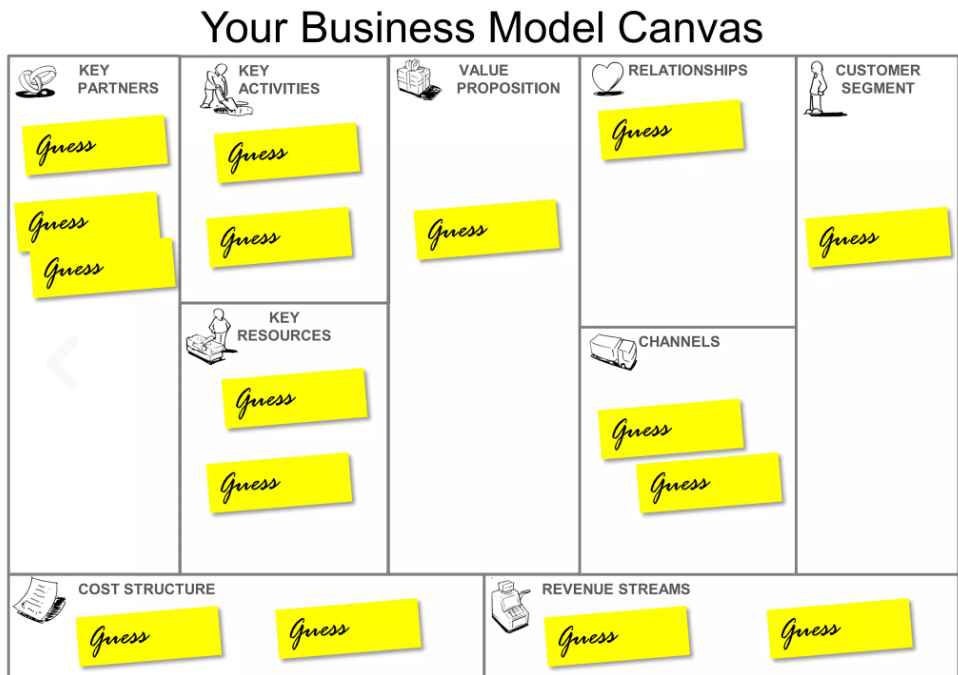 Your Business Model Canvas
KEY
PARTNERS
Guess
Guess
Guess
KEY
ACTIVITIES
Guess
Guess
KEY
RESOURCES
Guess
Guess
VALUE
PROPOSITION
Guess
RELATIONSHIPS
Guess
CHANNELS
Guess
Guess
CUSTOMER
SEGMENT
Guess
COST STRUCTURE
Guess
Guess
REVENUE STREAMS
Guess
Guess